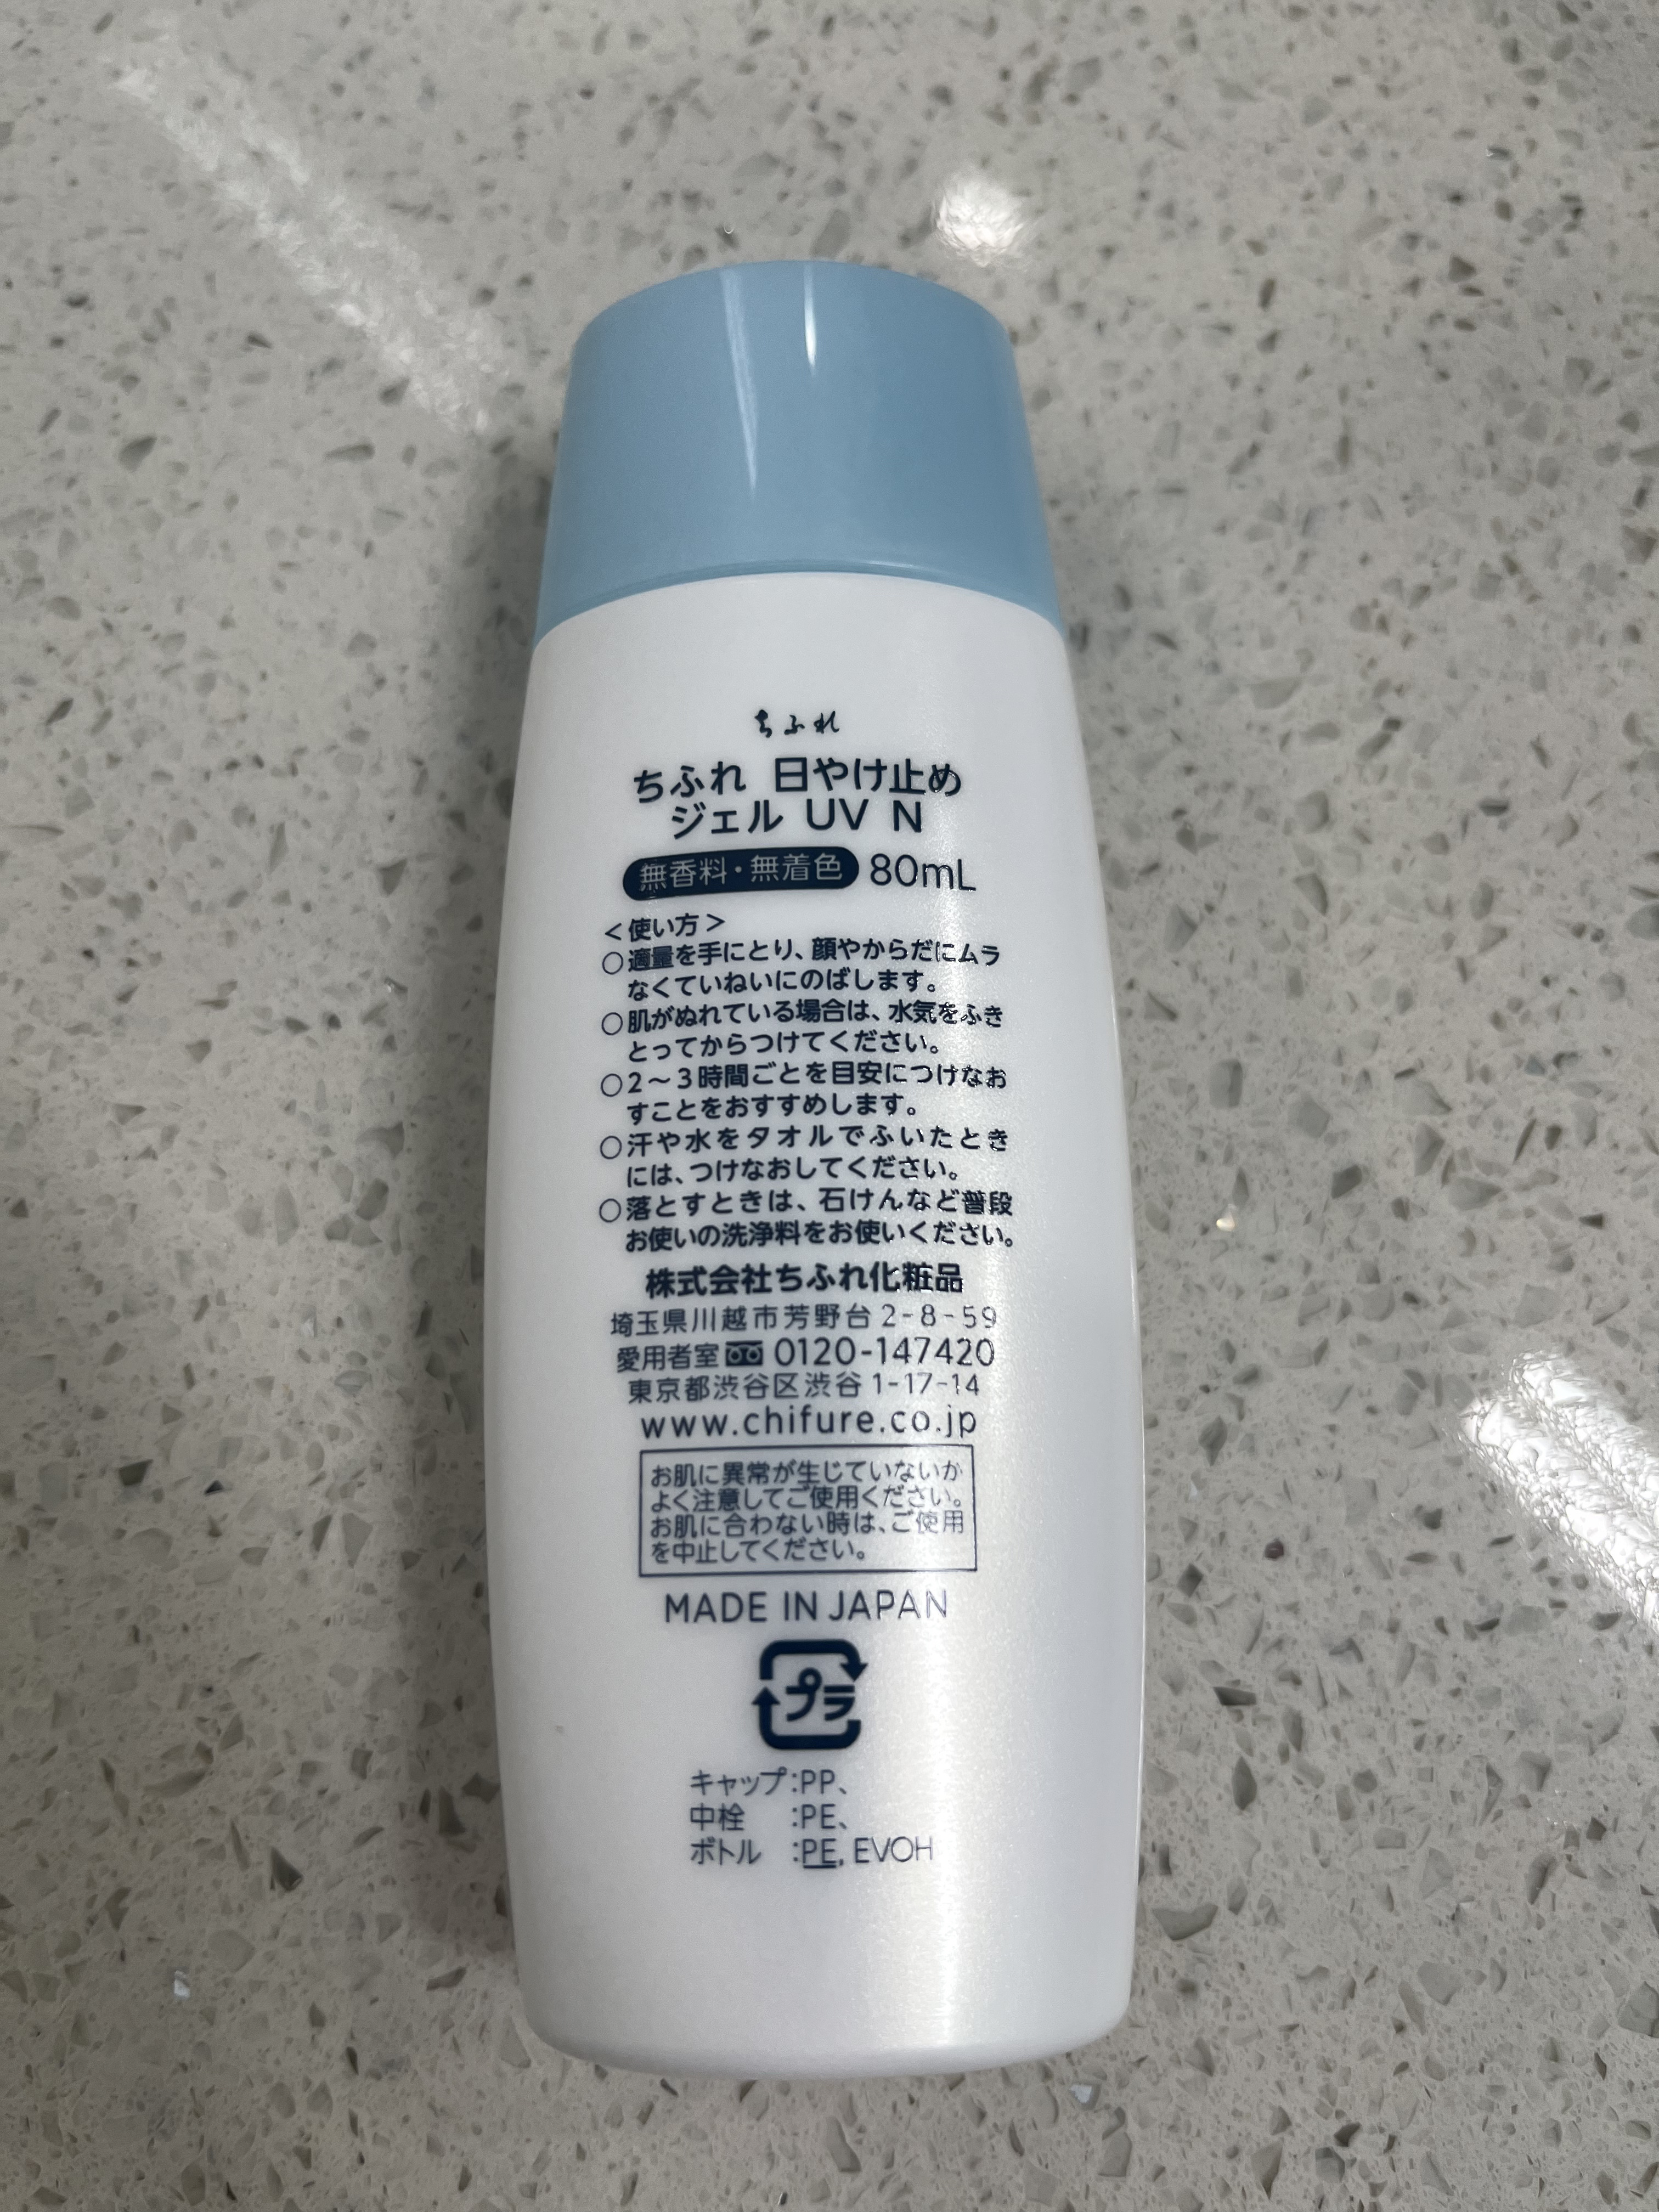 ちふれ
ちふれ 日やけ止め
ジェル UV N
無香料・無着色 80mL
＜使い方＞
○適量を手にとり、顔やからだにムラ
なくていねいにのばします。
○肌がぬれている場合は、水気をふき
とってからつけてください。
○2～3時間ごとを目安につけなお
すことをおすすめします。
○汗や水をタオルでふいたとき
には、つけなおしてください。
○落とすときは、石けんなど普段
お使いの洗浄料をお使いください。
株式会社ちふれ化粧品
埼玉県川越市芳野台2-8-59
愛用者室 0120-147420
東京都渋谷区渋谷1-17-14
www.chifure.co.jp
お肌に異常が生じていないか
よく注意してご使用ください。
お肌に合わない時は、ご使用
を中止してください。
MADE IN JAPAN
プラ
キャップ:PP、
中栓 :PE、
ボトル :PE, EVOH